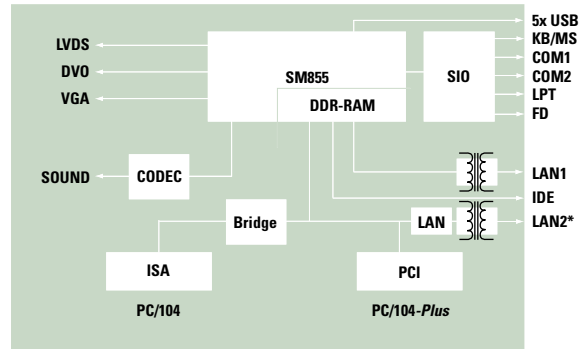 5x USB
LVDS
KB/MS
COM1
DVO
SM855
SIO
COM2
VGA
DDR-RAM
LPT
FD
SOUND
CODEC
LAN1
IDE
Bridge
LAN
LAN2*
ISA
PCI
PC/104
PC/104-Plus